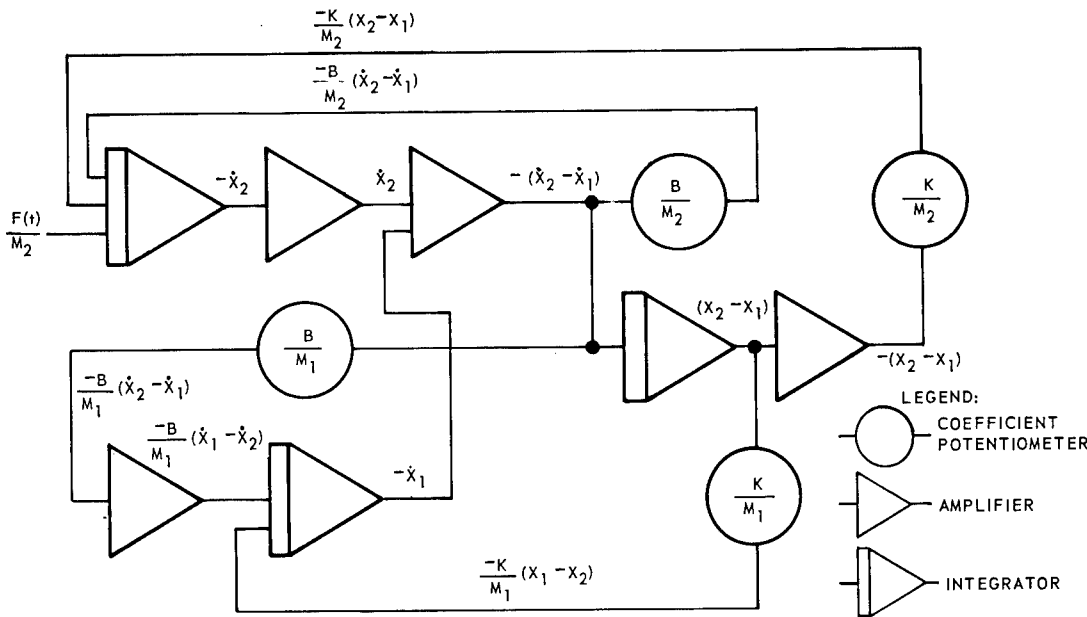 -K/M₂ (X₂-X₁)
-B/M₂ (Ẋ₂-Ẋ₁)
-Ẋ₂
Ẋ₂
-(Ẋ₂-Ẋ₁)
B/M₂
K/M₂
F(t)/M₂
B/M₁
(X₂-X₁)
-(X₂-X₁)
-B/M₁ (Ẋ₂-Ẋ₁)
-B/M₁ (Ẋ₁-Ẋ₂)
-Ẋ₁
K/M₁
-K/M₁ (X₁-X₂)
LEGEND:
COEFFICIENT
POTENTIOMETER
AMPLIFIER
INTEGRATOR